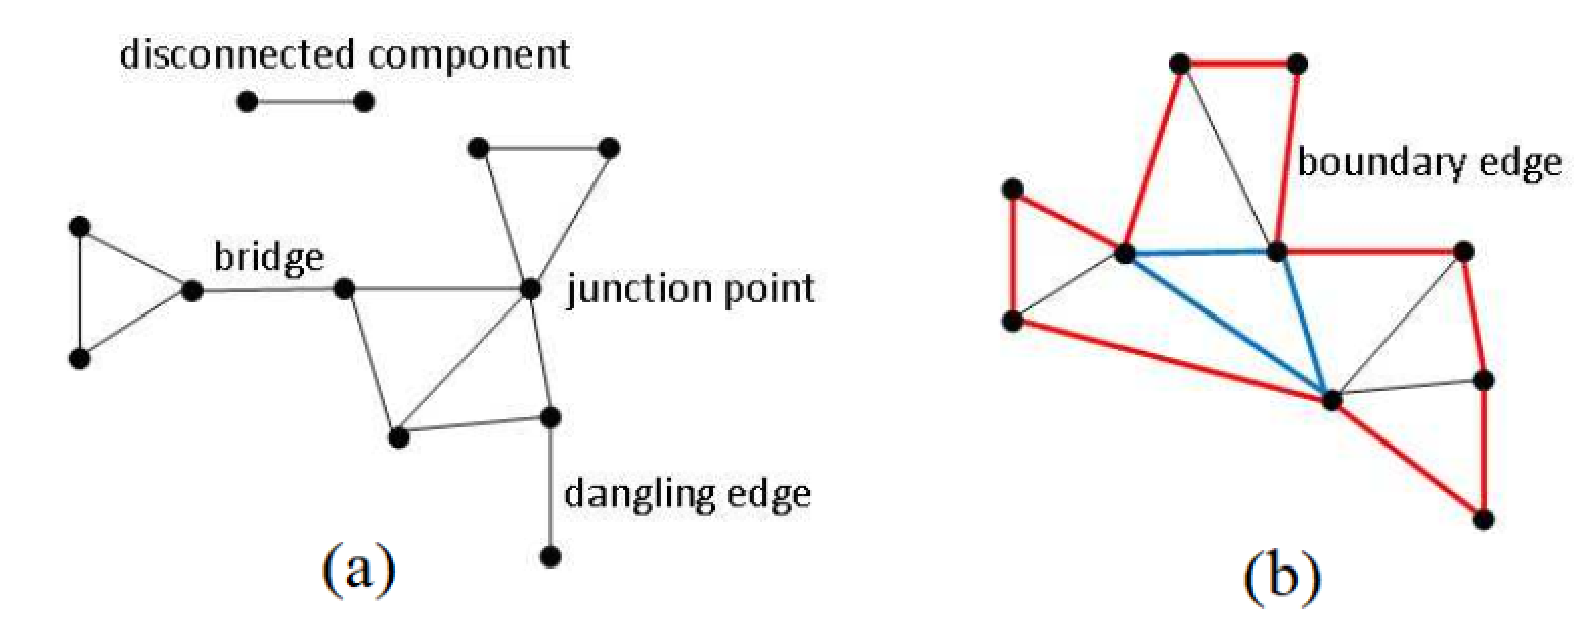 disconnected component
bridge
junction point
dangling edge
(a)
boundary edge
(b)